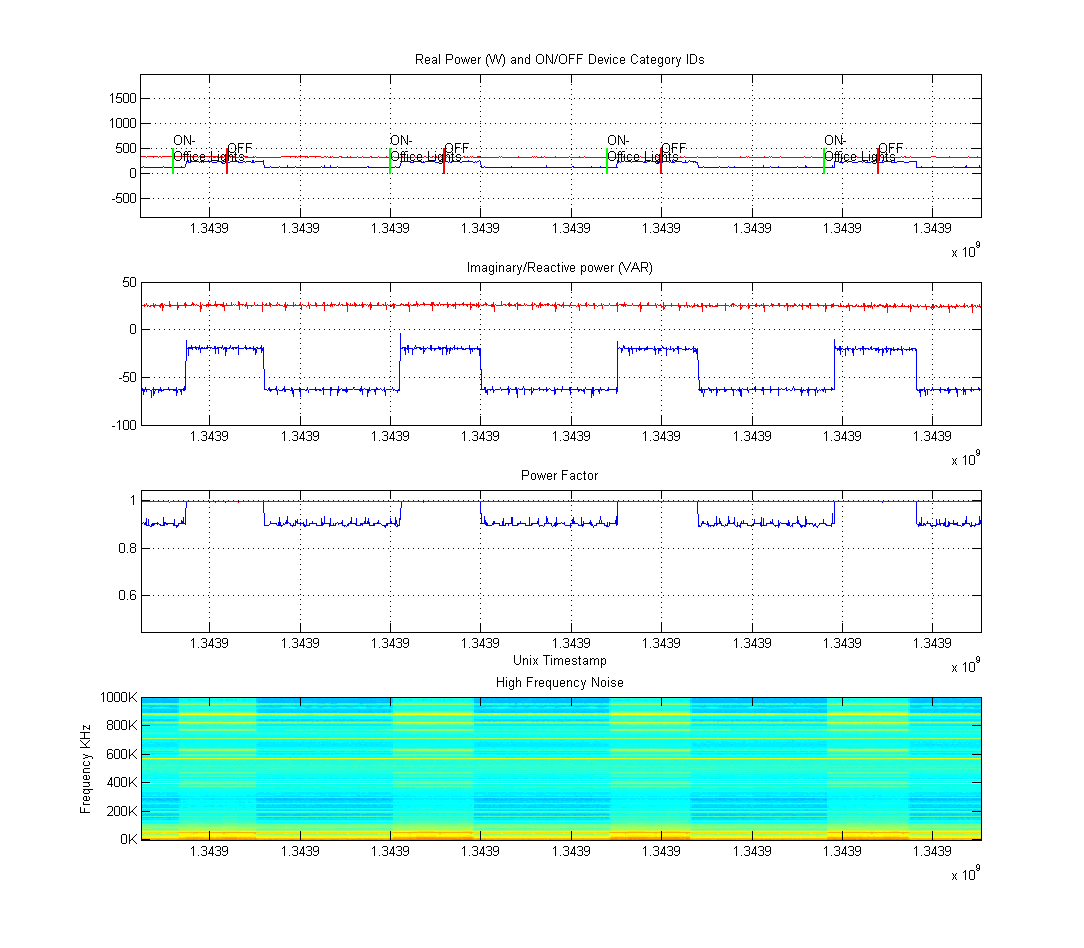 Real Power (W) and ON/OFF Device Category IDs
1500
1000
500
0
-500
ON- ON- ON- ON-
OFF OFF OFF OFF
Office Lights Office Lights Office Lights Office Lights
1.3439 1.3439 1.3439 1.3439 1.3439 1.3439 1.3439 1.3439 1.3439
x 10^9
Imaginary/Reactive power (VAR)
50
0
-50
-100
1.3439 1.3439 1.3439 1.3439 1.3439 1.3439 1.3439 1.3439 1.3439
x 10^9
Power Factor
1
0.8
0.6
1.3439 1.3439 1.3439 1.3439 1.3439 1.3439 1.3439 1.3439 1.3439
Unix Timestamp
x 10^9
High Frequency Noise
Frequency KHz
1000K
800K
600K
400K
200K
0K
1.3439 1.3439 1.3439 1.3439 1.3439 1.3439 1.3439 1.3439 1.3439
x 10^9